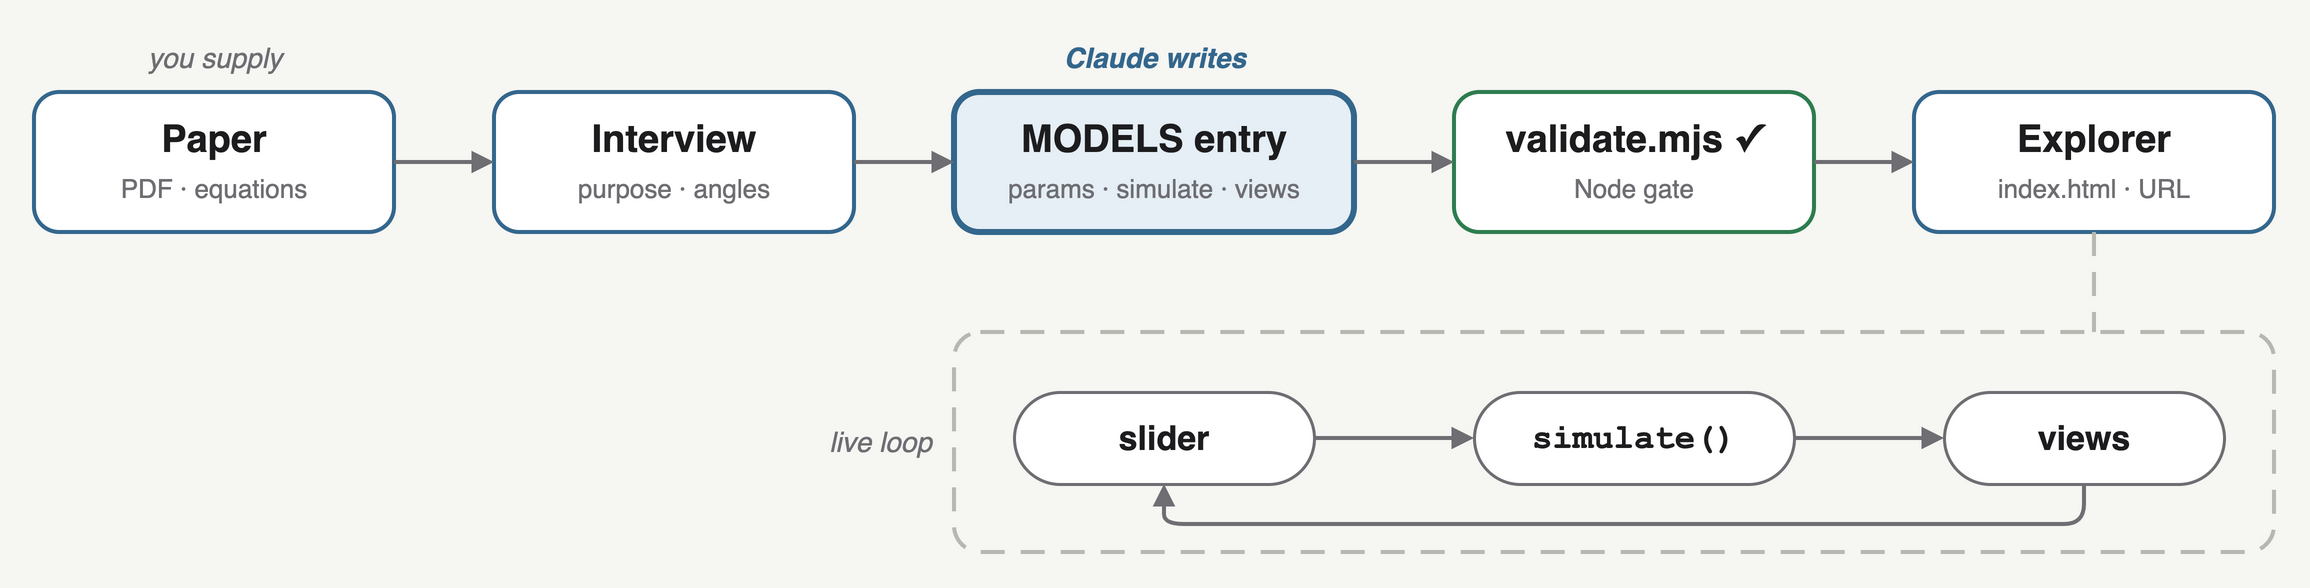 you supply
Claude writes
Paper
PDF · equations
Interview
purpose · angles
MODELS entry
params · simulate · views
validate.mjs ✓
Node gate
Explorer
index.html · URL
live loop
slider
simulate()
views